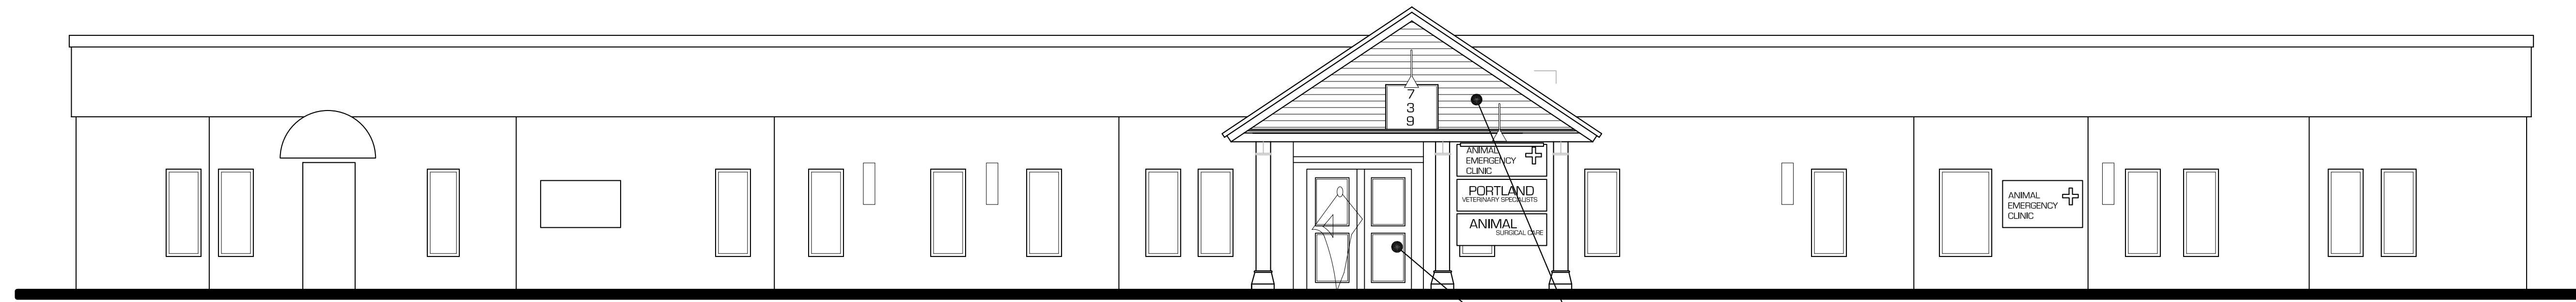 7
3
9
ANIMAL
EMERGENCY
CLINIC
PORTLAND
VETERINARY SPECIALISTS
ANIMAL
SURGICAL CARE
ANIMAL
EMERGENCY
CLINIC